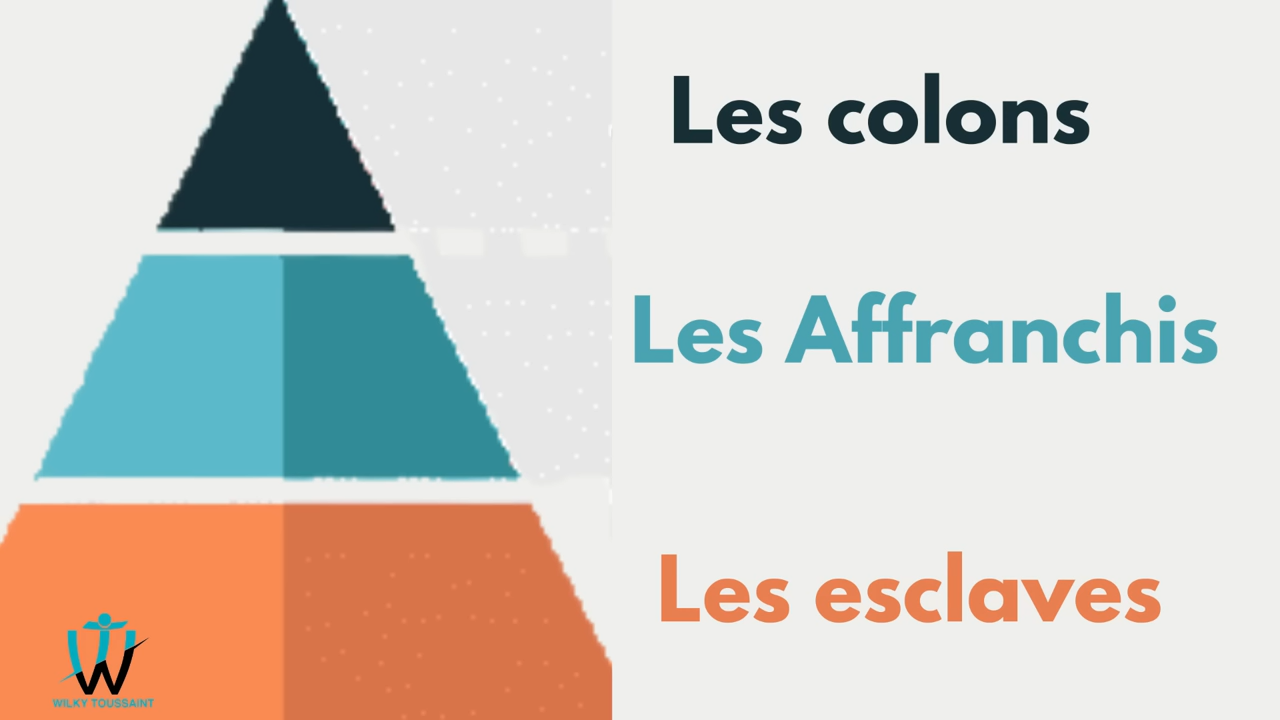 Les colons
Les Affranchis
Les esclaves
WILKY TOUSSAINT